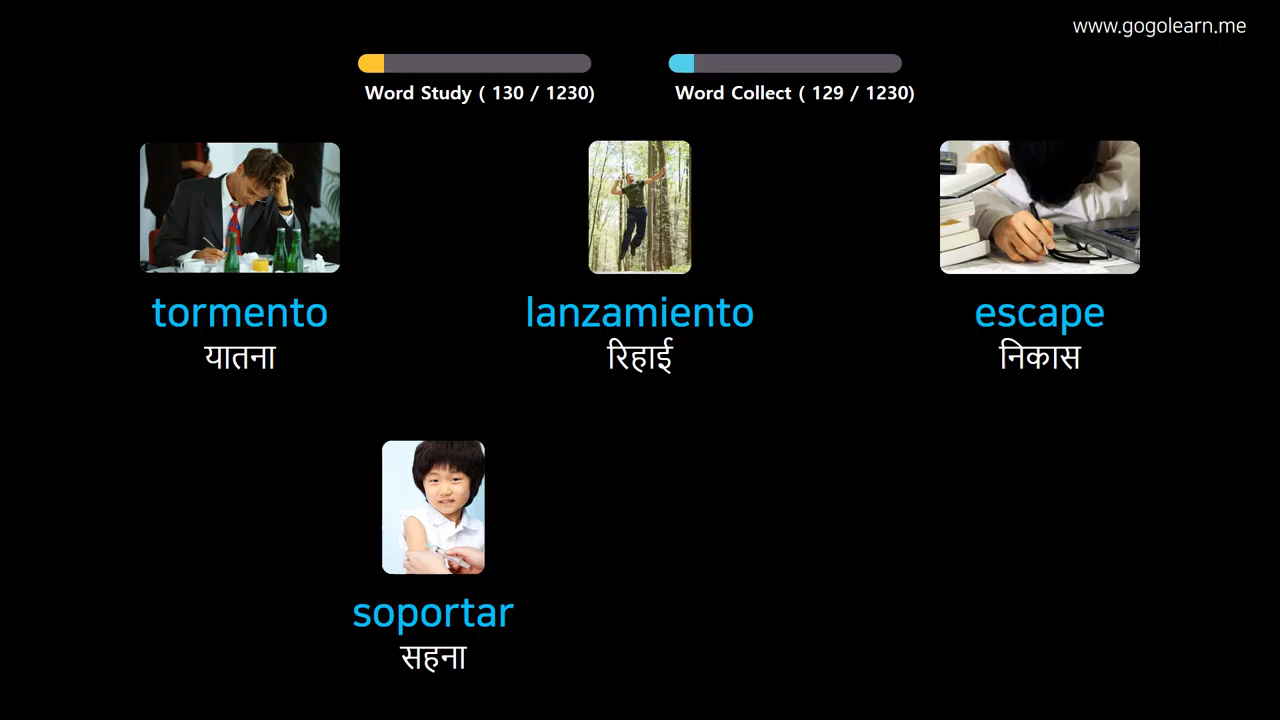 www.gogolearn.me
Word Study ( 130 / 1230)
Word Collect ( 129 / 1230)
tormento
यातना
lanzamiento
रिहाई
escape
निकास
soportar
सहना